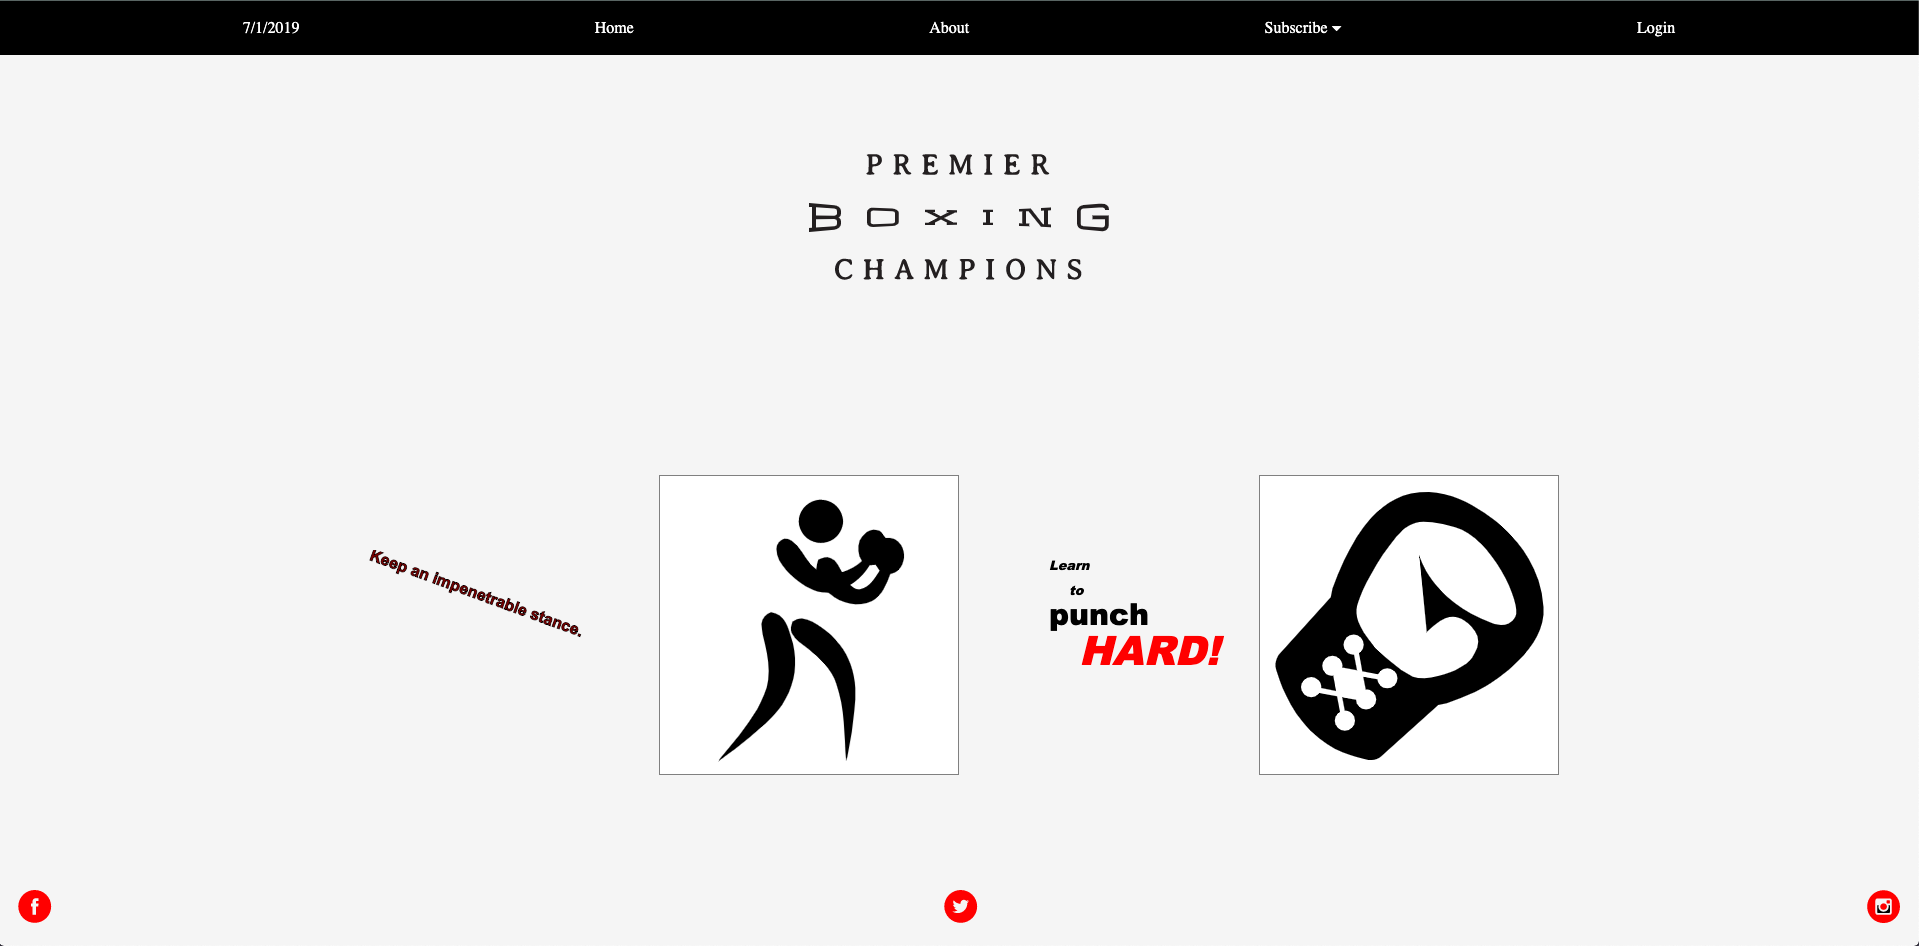 7/1/2019 Home About Subscribe Login
PREMIER
BOXING
CHAMPIONS
Keep an impenetrable stance.
Learn
to
punch
HARD!